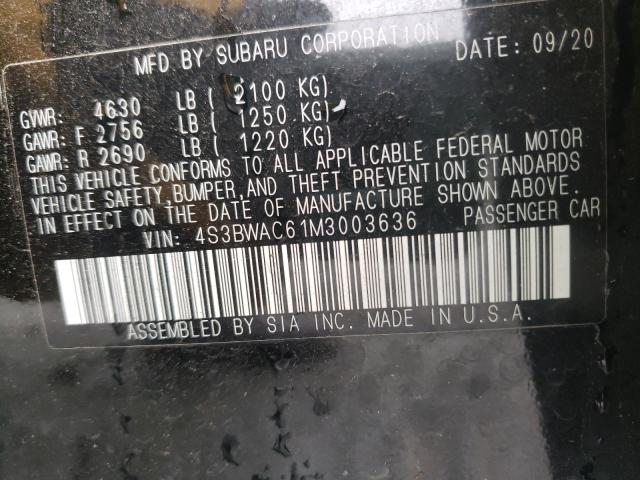 MFD BY SUBARU CORPORATION DATE: 09/20
GVWR: 4630 LB ( 2100 KG)
GAWR: F 2756 LB ( 1250 KG)
GAWR: R 2690 LB ( 1220 KG)
THIS VEHICLE CONFORMS TO ALL APPLICABLE FEDERAL MOTOR
VEHICLE SAFETY, BUMPER, AND THEFT PREVENTION STANDARDS
IN EFFECT ON THE DATE OF MANUFACTURE SHOWN ABOVE.
VIN: 4S3BWAC61M3003636 PASSENGER CAR
ASSEMBLED BY SIA INC. MADE IN U.S.A.